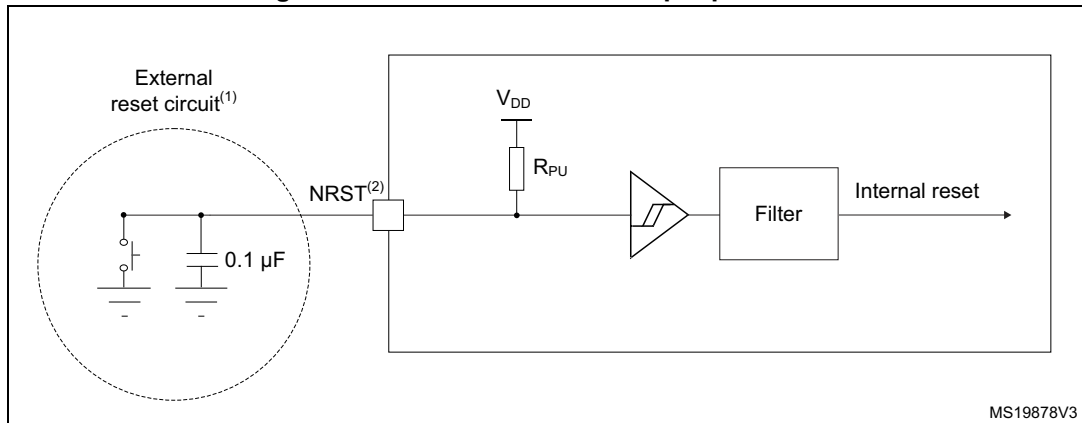 External
reset circuit(1)
VDD
RPU
NRST(2)
Filter
Internal reset
0.1 µF
MS19878V3